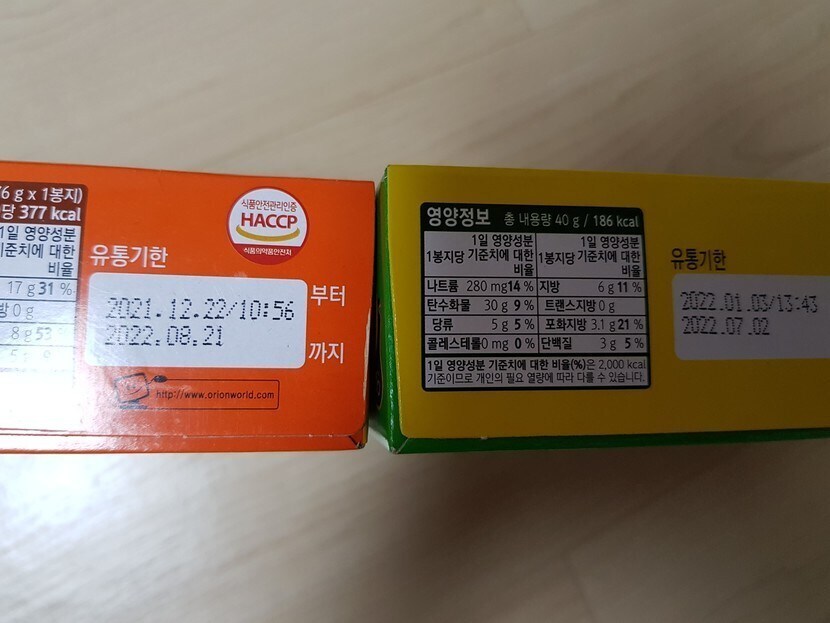 6 g x 1봉지)
당 377 kcal
1일 영양성분
기준치에 대한
비율
17 g 31 %
방 0 g
8 g 53
식품안전관리인증
HACCP
식품의약품안전처
유통기한
2021.12.22/10:56
2022.08.21
부터
까지
http://www.orionworld.com
영양정보 총 내용량 40 g / 186 kcal
1봉지당 1일 영양성분 기준치에 대한 비율 1봉지당 1일 영양성분 기준치에 대한 비율
나트륨 280 mg 14 % 지방 6 g 11 %
탄수화물 30 g 9 % 트랜스지방 0 g
당류 5 g 5 % 포화지방 3.1 g 21 %
콜레스테롤 0 mg 0 % 단백질 3 g 5 %
1일 영양성분 기준치에 대한 비율(%)은 2,000 kcal
기준이므로 개인의 필요 열량에 따라 다를 수 있습니다.
유통기한
2022.01.03/13:43
2022.07.02